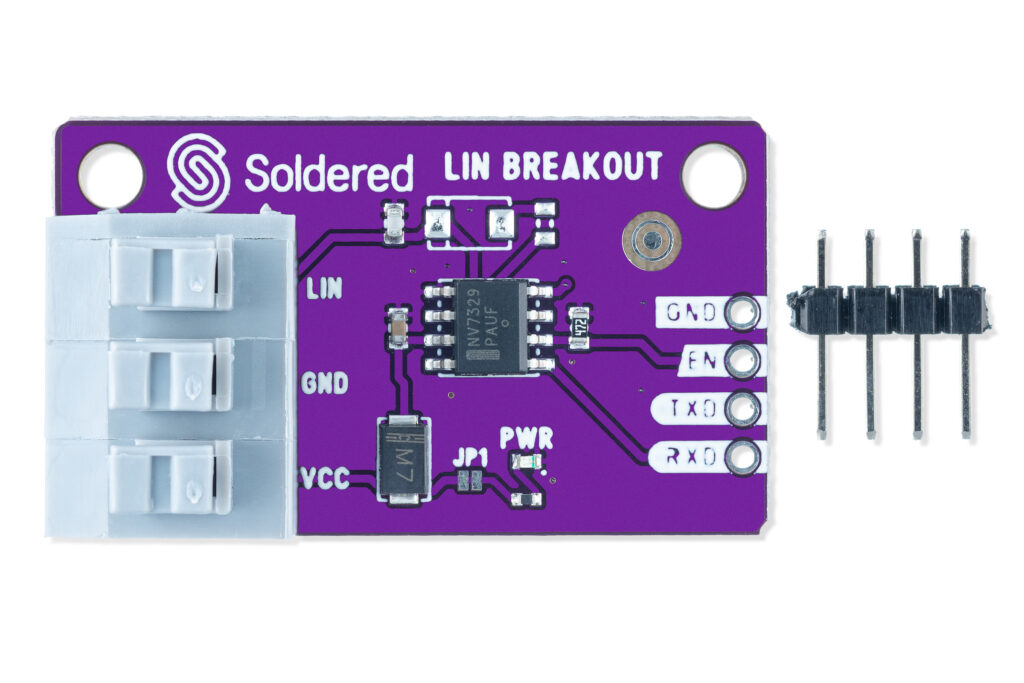 Soldered
LIN BREAKOUT
LIN
GND
VCC
NV7329
PAUF
472
M7
JP1
PWR
GND
EN
TXD
RXD